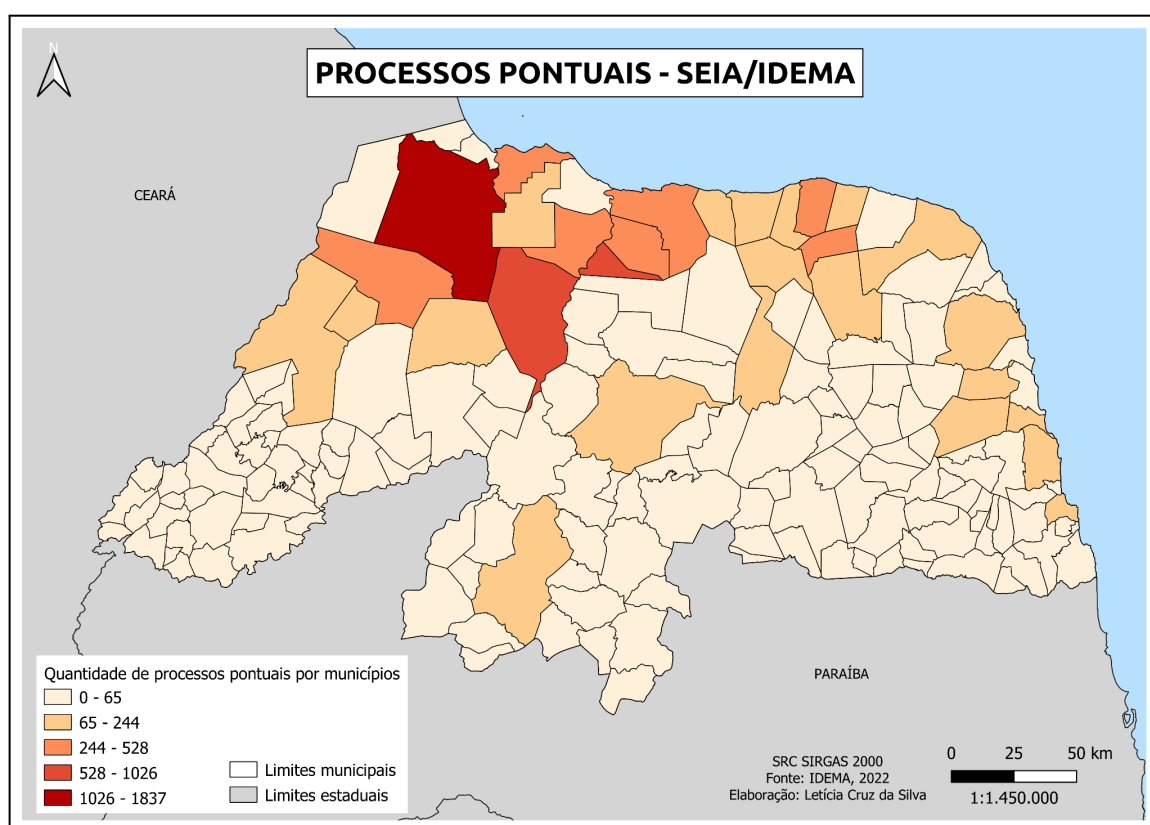 PROCESSOS PONTUAIS - SEIA/IDEMA
N
CEARÁ
PARAÍBA
Quantidade de processos pontuais por municípios
0 - 65
65 - 244
244 - 528
528 - 1026
1026 - 1837
Limites municipais
Limites estaduais
SRC SIRGAS 2000
Fonte: IDEMA, 2022
Elaboração: Letícia Cruz da Silva
0 25 50 km
1:1.450.000